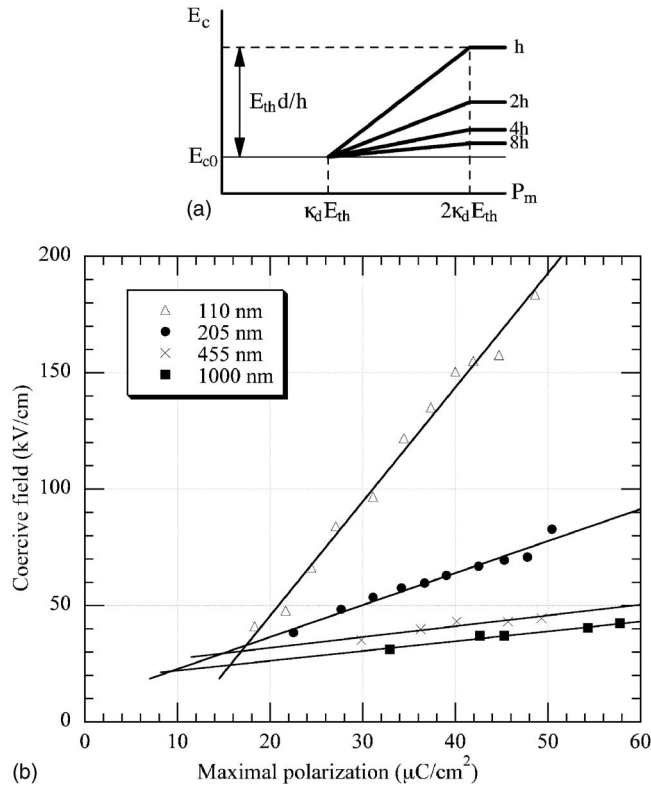 E_c
h
E_th d/h
2h
4h
8h
E_c0
P_m
(a)
κ_d E_th
2κ_d E_th
200
110 nm
205 nm
455 nm
1000 nm
150
100
50
0
Coercive field (kV/cm)
0 10 20 30 40 50 60
(b)
Maximal polarization (μC/cm²)